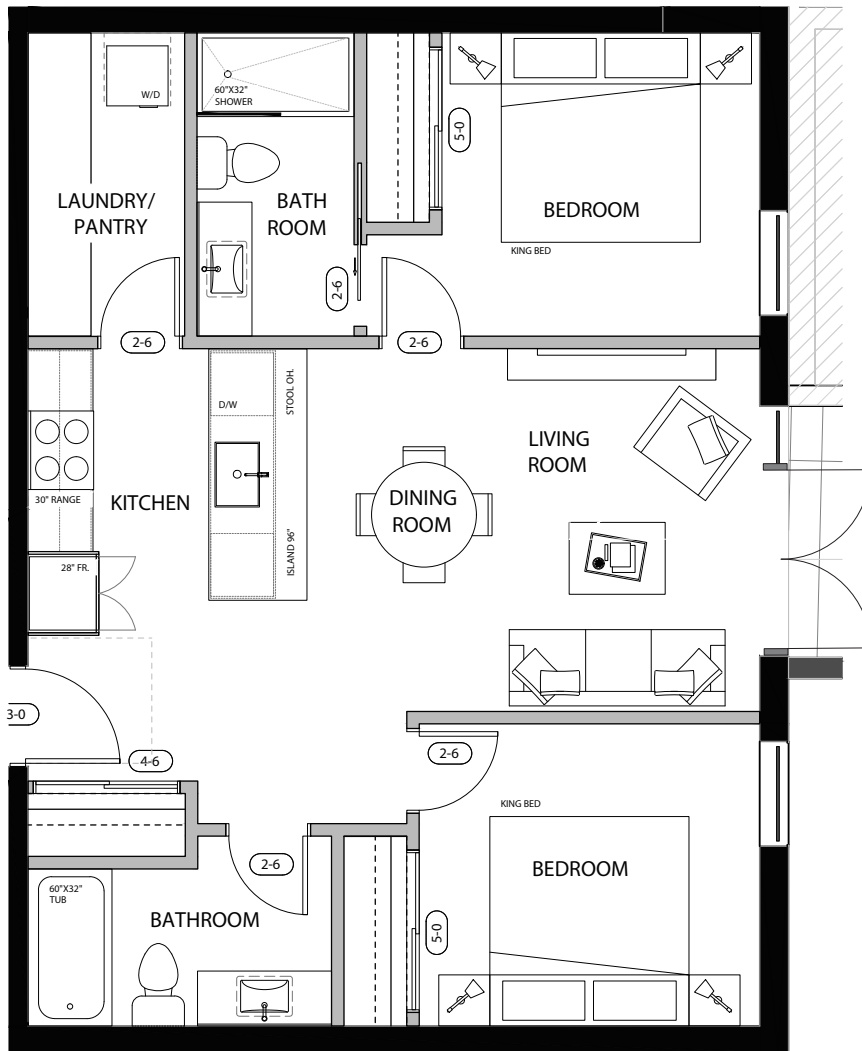 W/D
60"X32"
SHOWER
5-0
LAUNDRY/
PANTRY
BATH
ROOM
BEDROOM
KING BED
2-6
2-6
2-6
D/W
STOOL OH.
LIVING
ROOM
30" RANGE
KITCHEN
DINING
ROOM
ISLAND 96"
28" FR.
3-0
4-6
2-6
KING BED
2-6
BEDROOM
60"X32"
TUB
BATHROOM
5-0